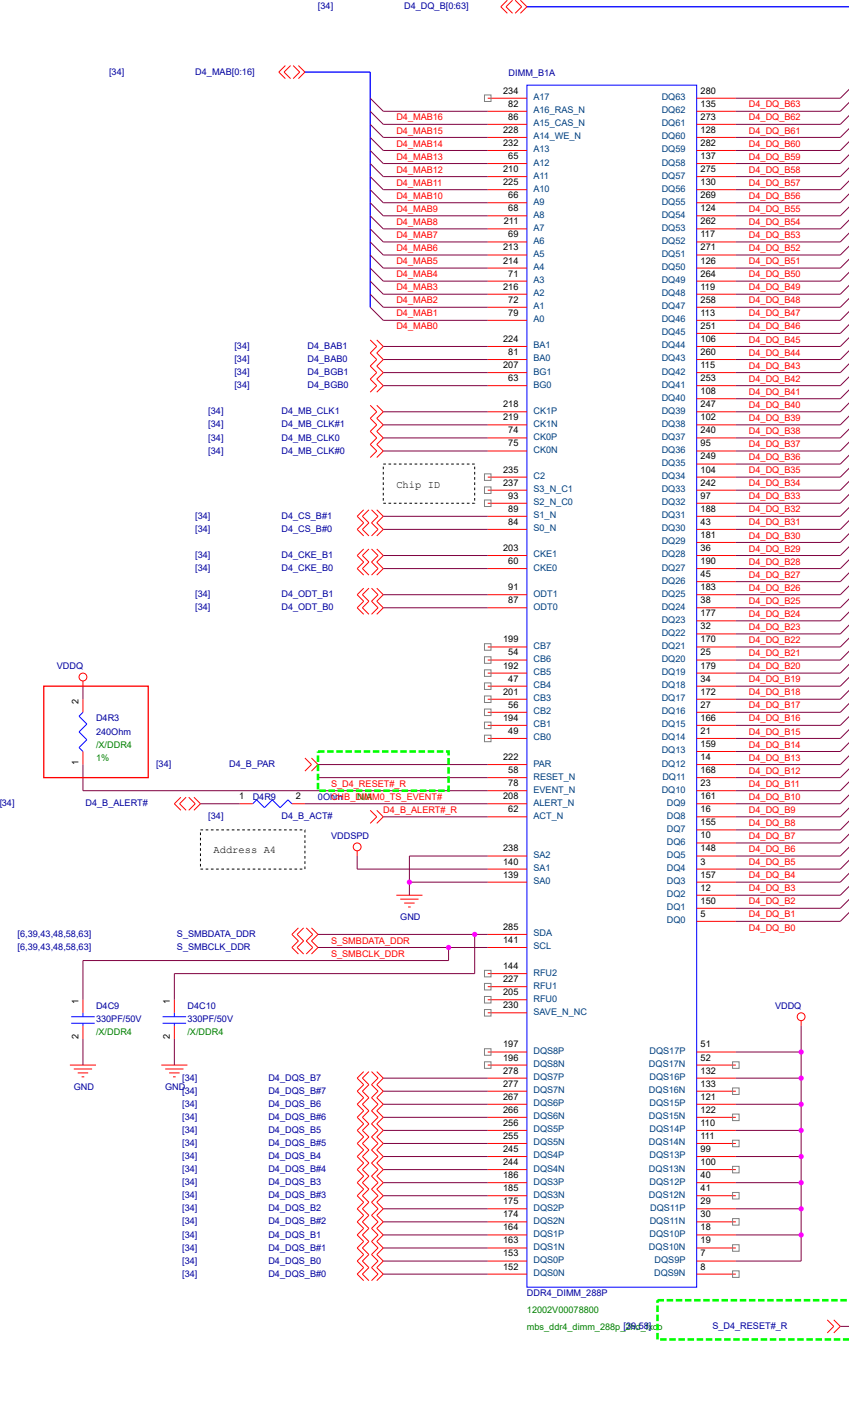 [34] D4_DQ_B[0:63]
[34] D4_MAB[0:16]
DIMM_B1A
234 A17
D4_MAB16 82 A16_RAS_N
D4_MAB15 86 A15_CAS_N
D4_MAB14 228 A14_WE_N
D4_MAB13 232 A13
D4_MAB12 65 A12
D4_MAB11 210 A11
D4_MAB10 225 A10
D4_MAB9 66 A9
D4_MAB8 68 A8
D4_MAB7 211 A7
D4_MAB6 69 A6
D4_MAB5 213 A5
D4_MAB4 214 A4
D4_MAB3 71 A3
D4_MAB2 216 A2
D4_MAB1 72 A1
D4_MAB0 79 A0
[34] D4_BAB1 224 BA1
[34] D4_BAB0 81 BA0
[34] D4_BGB1 207 BG1
[34] D4_BGB0 63 BG0
[34] D4_MB_CLK1 218 CK1P
[34] D4_MB_CLK#1 219 CK1N
[34] D4_MB_CLK0 74 CK0P
[34] D4_MB_CLK#0 75 CK0N
Chip ID
235 C2
237 S3_N_C1
93 S2_N_C0
[34] D4_CS_B#1 89 S1_N
[34] D4_CS_B#0 84 S0_N
[34] D4_CKE_B1 203 CKE1
[34] D4_CKE_B0 60 CKE0
[34] D4_ODT_B1 91 ODT1
[34] D4_ODT_B0 87 ODT0
199 CB7
54 CB6
192 CB5
47 CB4
201 CB3
56 CB2
194 CB1
49 CB0
VDDQ
2
D4R3
240Ohm
/X/DDR4
1%
1
[34] D4_B_PAR 222 PAR
S_D4_RESET#_R 58 RESET_N
DIMM0_TS_EVENT# 78 EVENT_N
[34] D4_B_ALERT# 1 D4R9 2 D4_B_ALERT#_R 208 ALERT_N
[34] D4_B_ACT# 62 ACT_N
Address A4
VDDSPD
238 SA2
140 SA1
139 SA0
GND
[6,39,43,48,58,63] S_SMBDATA_DDR S_SMBDATA_DDR 285 SDA
[6,39,43,48,58,63] S_SMBCLK_DDR S_SMBCLK_DDR 141 SCL
144 RFU2
227 RFU1
205 RFU0
230 SAVE_N_NC
1 D4C9 330PF/50V /X/DDR4 2 GND
1 D4C10 330PF/50V /X/DDR4 2 GND
197 DQS8P
196 DQS8N
[34] D4_DQS_B7 278 DQS7P
[34] D4_DQS_B#7 277 DQS7N
[34] D4_DQS_B6 267 DQS6P
[34] D4_DQS_B#6 266 DQS6N
[34] D4_DQS_B5 256 DQS5P
[34] D4_DQS_B#5 255 DQS5N
[34] D4_DQS_B4 245 DQS4P
[34] D4_DQS_B#4 244 DQS4N
[34] D4_DQS_B3 186 DQS3P
[34] D4_DQS_B#3 185 DQS3N
[34] D4_DQS_B2 175 DQS2P
[34] D4_DQS_B#2 174 DQS2N
[34] D4_DQS_B1 164 DQS1P
[34] D4_DQS_B#1 163 DQS1N
[34] D4_DQS_B0 153 DQS0P
[34] D4_DQS_B#0 152 DQS0N
DQ63 280 D4_DQ_B63
DQ62 135 D4_DQ_B62
DQ61 273 D4_DQ_B61
DQ60 128 D4_DQ_B60
DQ59 282 D4_DQ_B59
DQ58 137 D4_DQ_B58
DQ57 275 D4_DQ_B57
DQ56 130 D4_DQ_B56
DQ55 269 D4_DQ_B55
DQ54 124 D4_DQ_B54
DQ53 262 D4_DQ_B53
DQ52 117 D4_DQ_B52
DQ51 271 D4_DQ_B51
DQ50 126 D4_DQ_B50
DQ49 264 D4_DQ_B49
DQ48 119 D4_DQ_B48
DQ47 258 D4_DQ_B47
DQ46 113 D4_DQ_B46
DQ45 251 D4_DQ_B45
DQ44 106 D4_DQ_B44
DQ43 260 D4_DQ_B43
DQ42 115 D4_DQ_B42
DQ41 253 D4_DQ_B41
DQ40 108 D4_DQ_B40
DQ39 247 D4_DQ_B39
DQ38 102 D4_DQ_B38
DQ37 240 D4_DQ_B37
DQ36 95 D4_DQ_B36
DQ35 249 D4_DQ_B35
DQ34 104 D4_DQ_B34
DQ33 242 D4_DQ_B33
DQ32 97 D4_DQ_B32
DQ31 188 D4_DQ_B31
DQ30 43 D4_DQ_B30
DQ29 181 D4_DQ_B29
DQ28 36 D4_DQ_B28
DQ27 190 D4_DQ_B27
DQ26 45 D4_DQ_B26
DQ25 183 D4_DQ_B25
DQ24 38 D4_DQ_B24
DQ23 177 D4_DQ_B23
DQ22 32 D4_DQ_B22
DQ21 170 D4_DQ_B21
DQ20 25 D4_DQ_B20
DQ19 179 D4_DQ_B19
DQ18 34 D4_DQ_B18
DQ17 172 D4_DQ_B17
DQ16 27 D4_DQ_B16
DQ15 166 D4_DQ_B15
DQ14 21 D4_DQ_B14
DQ13 159 D4_DQ_B13
DQ12 14 D4_DQ_B12
DQ11 168 D4_DQ_B11
DQ10 23 D4_DQ_B10
DQ9 161 D4_DQ_B9
DQ8 16 D4_DQ_B8
DQ7 155 D4_DQ_B7
DQ6 10 D4_DQ_B6
DQ5 148 D4_DQ_B5
DQ4 3 D4_DQ_B4
DQ3 157 D4_DQ_B3
DQ2 12 D4_DQ_B2
DQ1 150 D4_DQ_B1
DQ0 5 D4_DQ_B0
VDDQ
DQS17P 51
DQS17N 52
DQS16P 132
DQS16N 133
DQS15P 121
DQS15N 122
DQS14P 110
DQS14N 111
DQS13P 99
DQS13N 100
DQS12P 40
DQS12N 41
DQS11P 29
DQS11N 30
DQS10P 18
DQS10N 19
DQS9P 7
DQS9N 8
DDR4_DIMM_288P
12002V00078800
mbs_ddr4_dimm_288p
[39,58] S_D4_RESET#_R